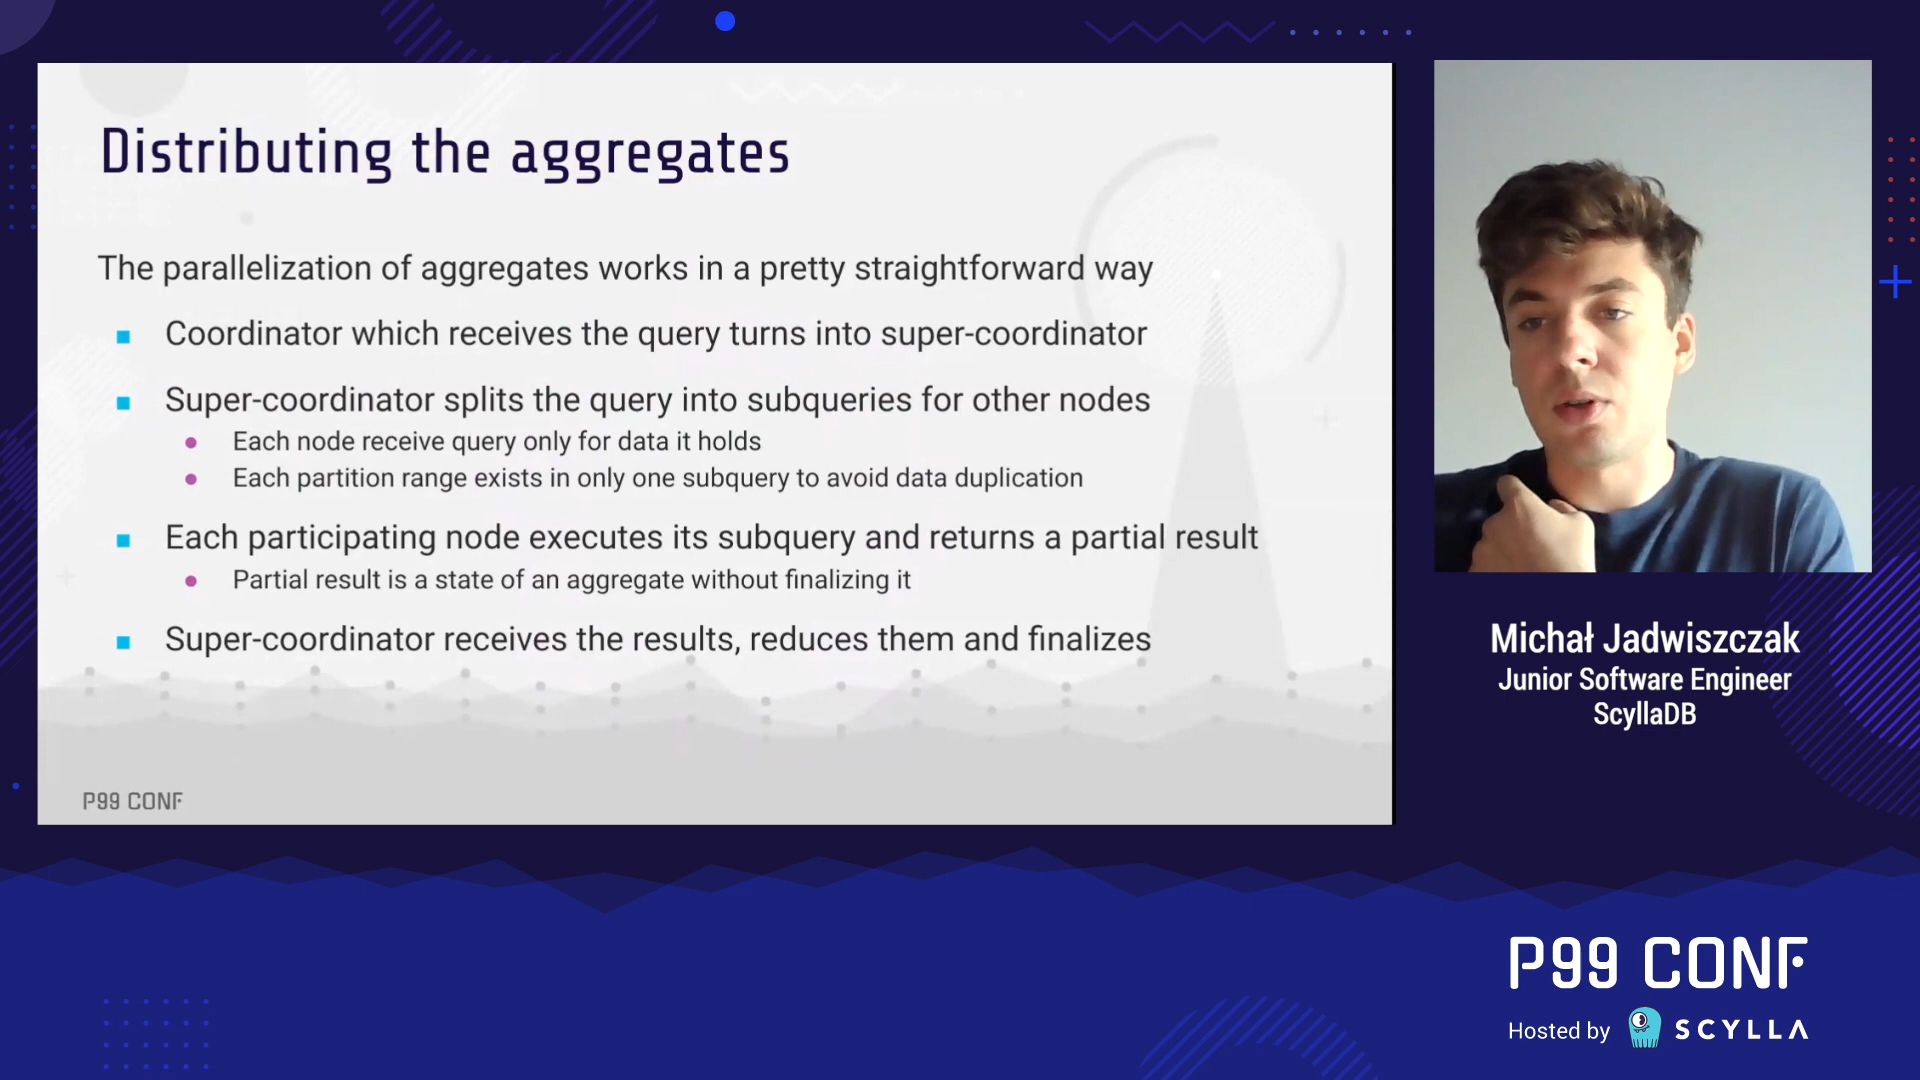 Distributing the aggregates
The parallelization of aggregates works in a pretty straightforward way
Coordinator which receives the query turns into super-coordinator
Super-coordinator splits the query into subqueries for other nodes
Each node receive query only for data it holds
Each partition range exists in only one subquery to avoid data duplication
Each participating node executes its subquery and returns a partial result
Partial result is a state of an aggregate without finalizing it
Super-coordinator receives the results, reduces them and finalizes
P99 CONF
Michał Jadwiszczak
Junior Software Engineer
ScyllaDB
P99 CONF
Hosted by SCYLLA